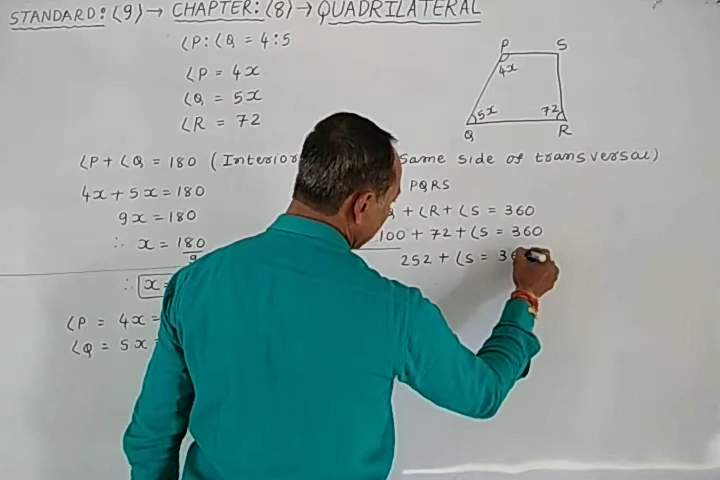 STANDARD: (9) → CHAPTER: (8) → QUADRILATERAL
∠P : ∠Q = 4 : 5
∠P = 4x
∠Q = 5x
∠R = 72
P S
4x
5x 72
Q R
∠P + ∠Q = 180 (Interior same side of transversal)
4x + 5x = 180
9x = 180
∴ x = 180
9
∴ x =
∠P = 4x =
∠Q = 5x =
PQRS
+ ∠R + ∠S = 360
100 + 72 + ∠S = 360
252 + ∠S = 36